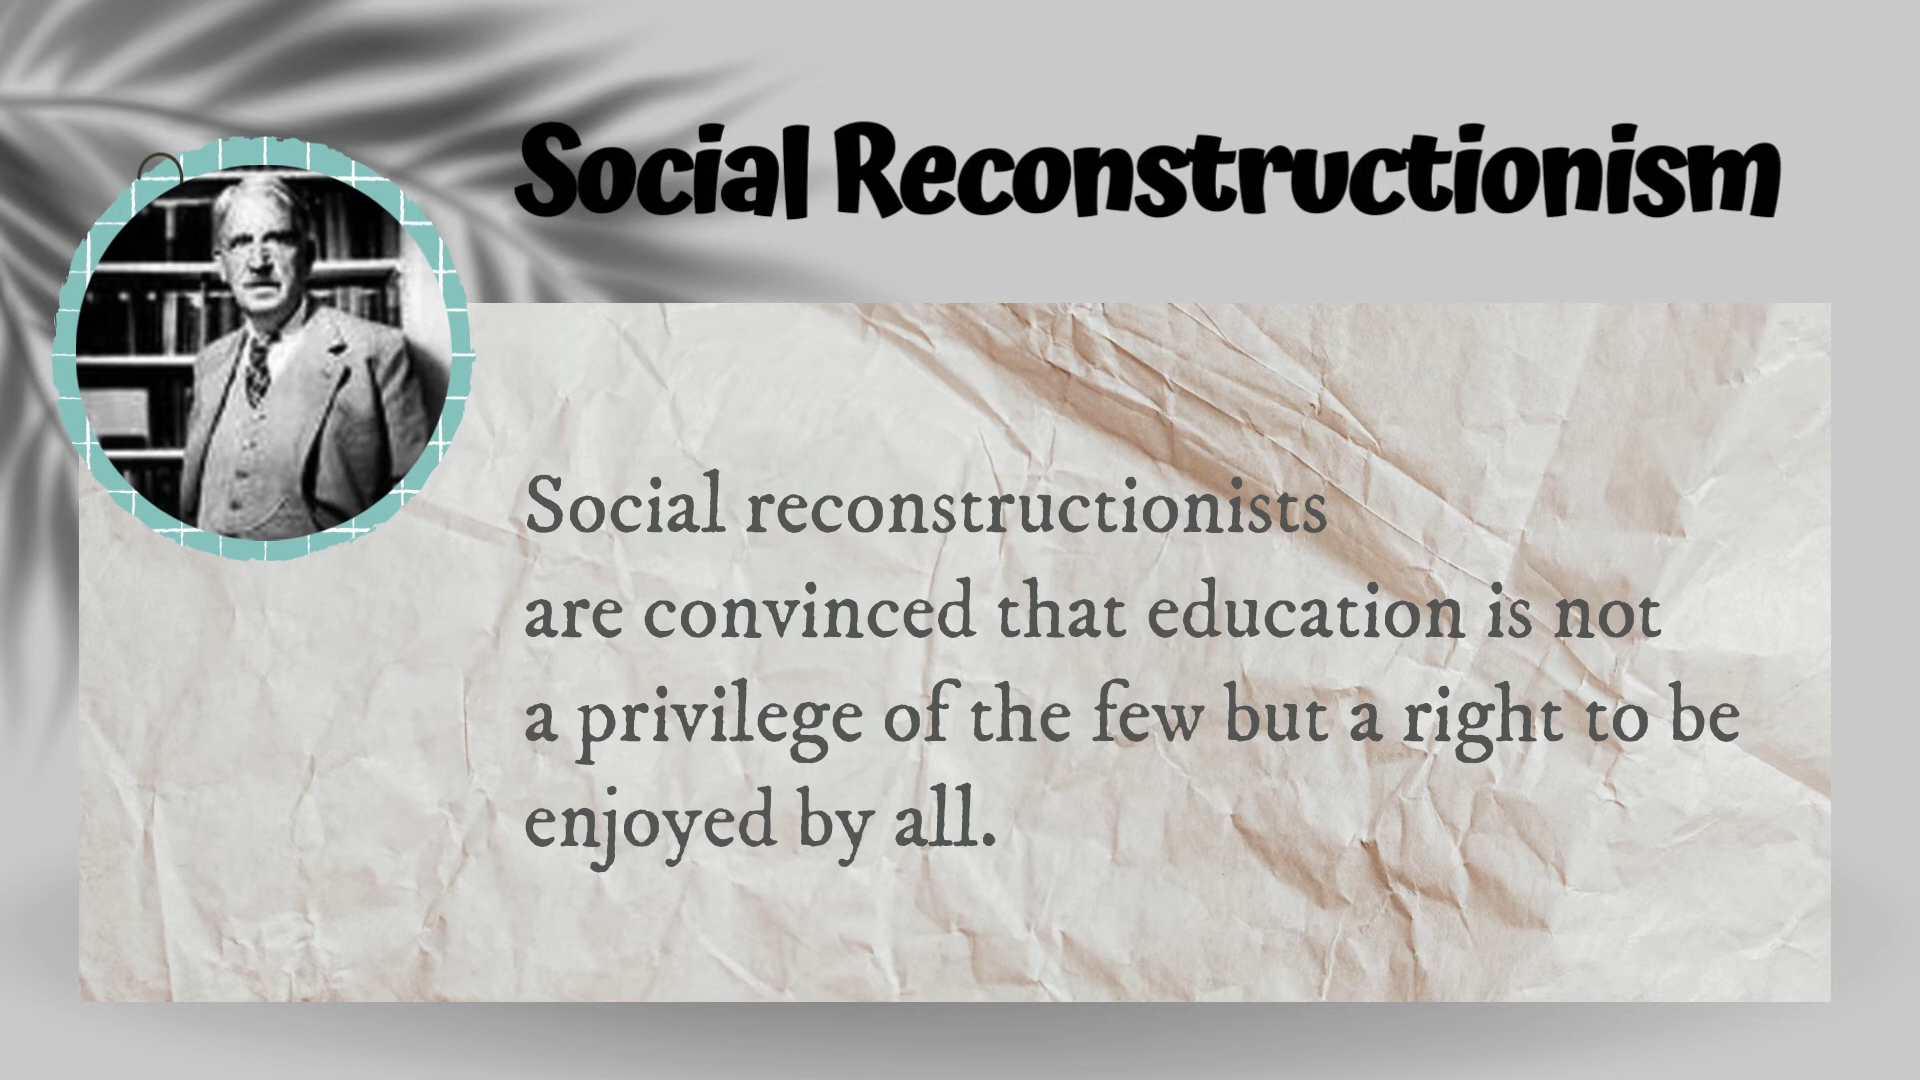 Social Reconstructionism
Social reconstructionists
are convinced that education is not
a privilege of the few but a right to be
enjoyed by all.